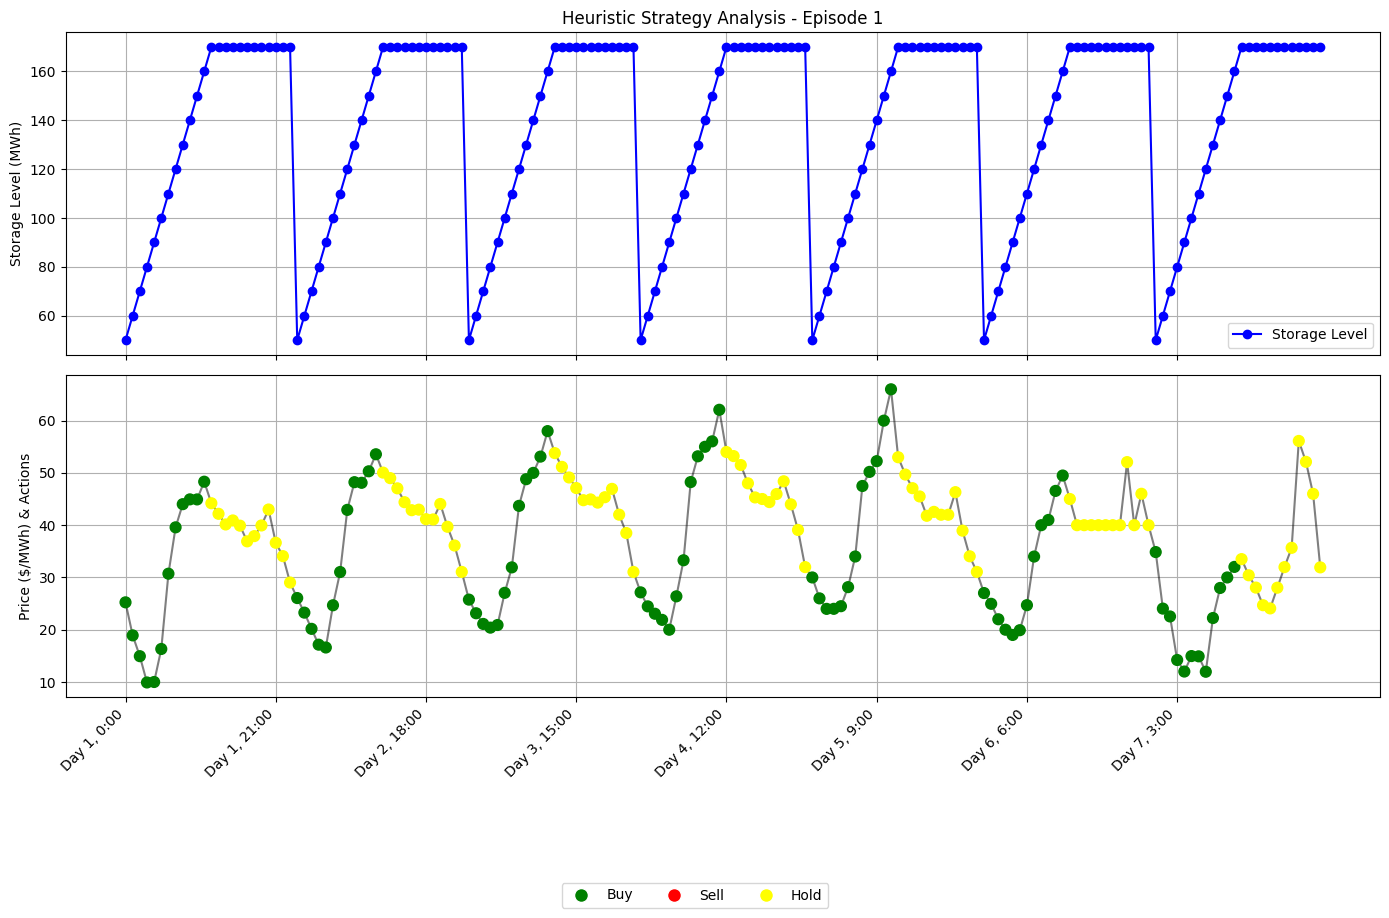 Heuristic Strategy Analysis - Episode 1
Storage Level (MWh)
160
140
120
100
80
60
Storage Level
Price ($/MWh) & Actions
60
50
40
30
20
10
Day 1, 0:00
Day 1, 21:00
Day 2, 18:00
Day 3, 15:00
Day 4, 12:00
Day 5, 9:00
Day 6, 6:00
Day 7, 3:00
Buy
Sell
Hold